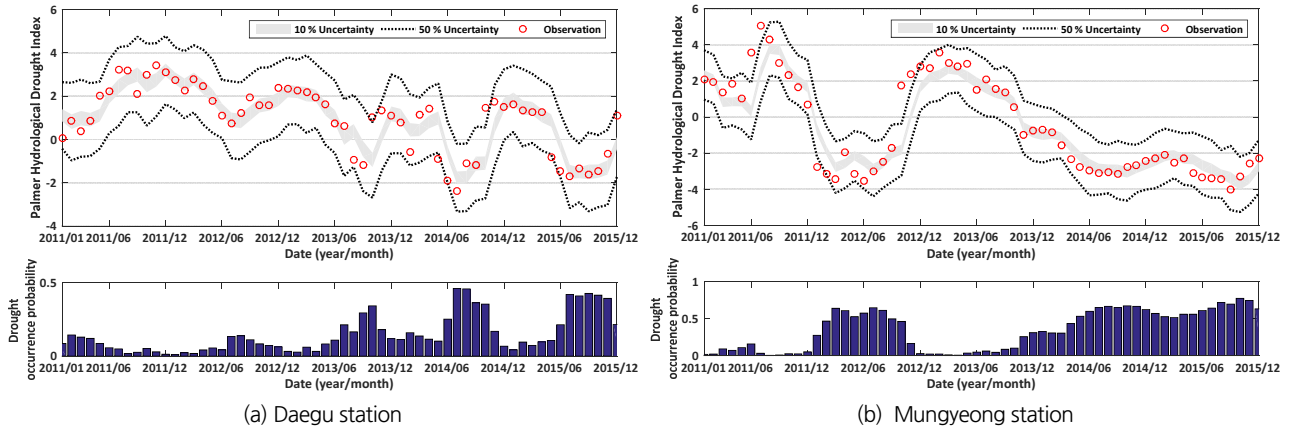 6
4
2
0
-2
-4
Palmer Hydrological Drought Index
10 % Uncertainty 50 % Uncertainty Observation
2011/01 2011/06 2011/12 2012/06 2012/12 2013/06 2013/12 2014/06 2014/12 2015/06 2015/12
Date (year/month)
0.5
0
Drought
occurrence probability
2011/01 2011/06 2011/12 2012/06 2012/12 2013/06 2013/12 2014/06 2014/12 2015/06 2015/12
Date (year/month)
(a) Daegu station
6
4
2
0
-2
-4
-6
Palmer Hydrological Drought Index
10 % Uncertainty 50 % Uncertainty Observation
2011/01 2011/06 2011/12 2012/06 2012/12 2013/06 2013/12 2014/06 2014/12 2015/06 2015/12
Date (year/month)
1
0.5
0
Drought
occurrence probability
2011/01 2011/06 2011/12 2012/06 2012/12 2013/06 2013/12 2014/06 2014/12 2015/06 2015/12
Date (year/month)
(b) Mungyeong station